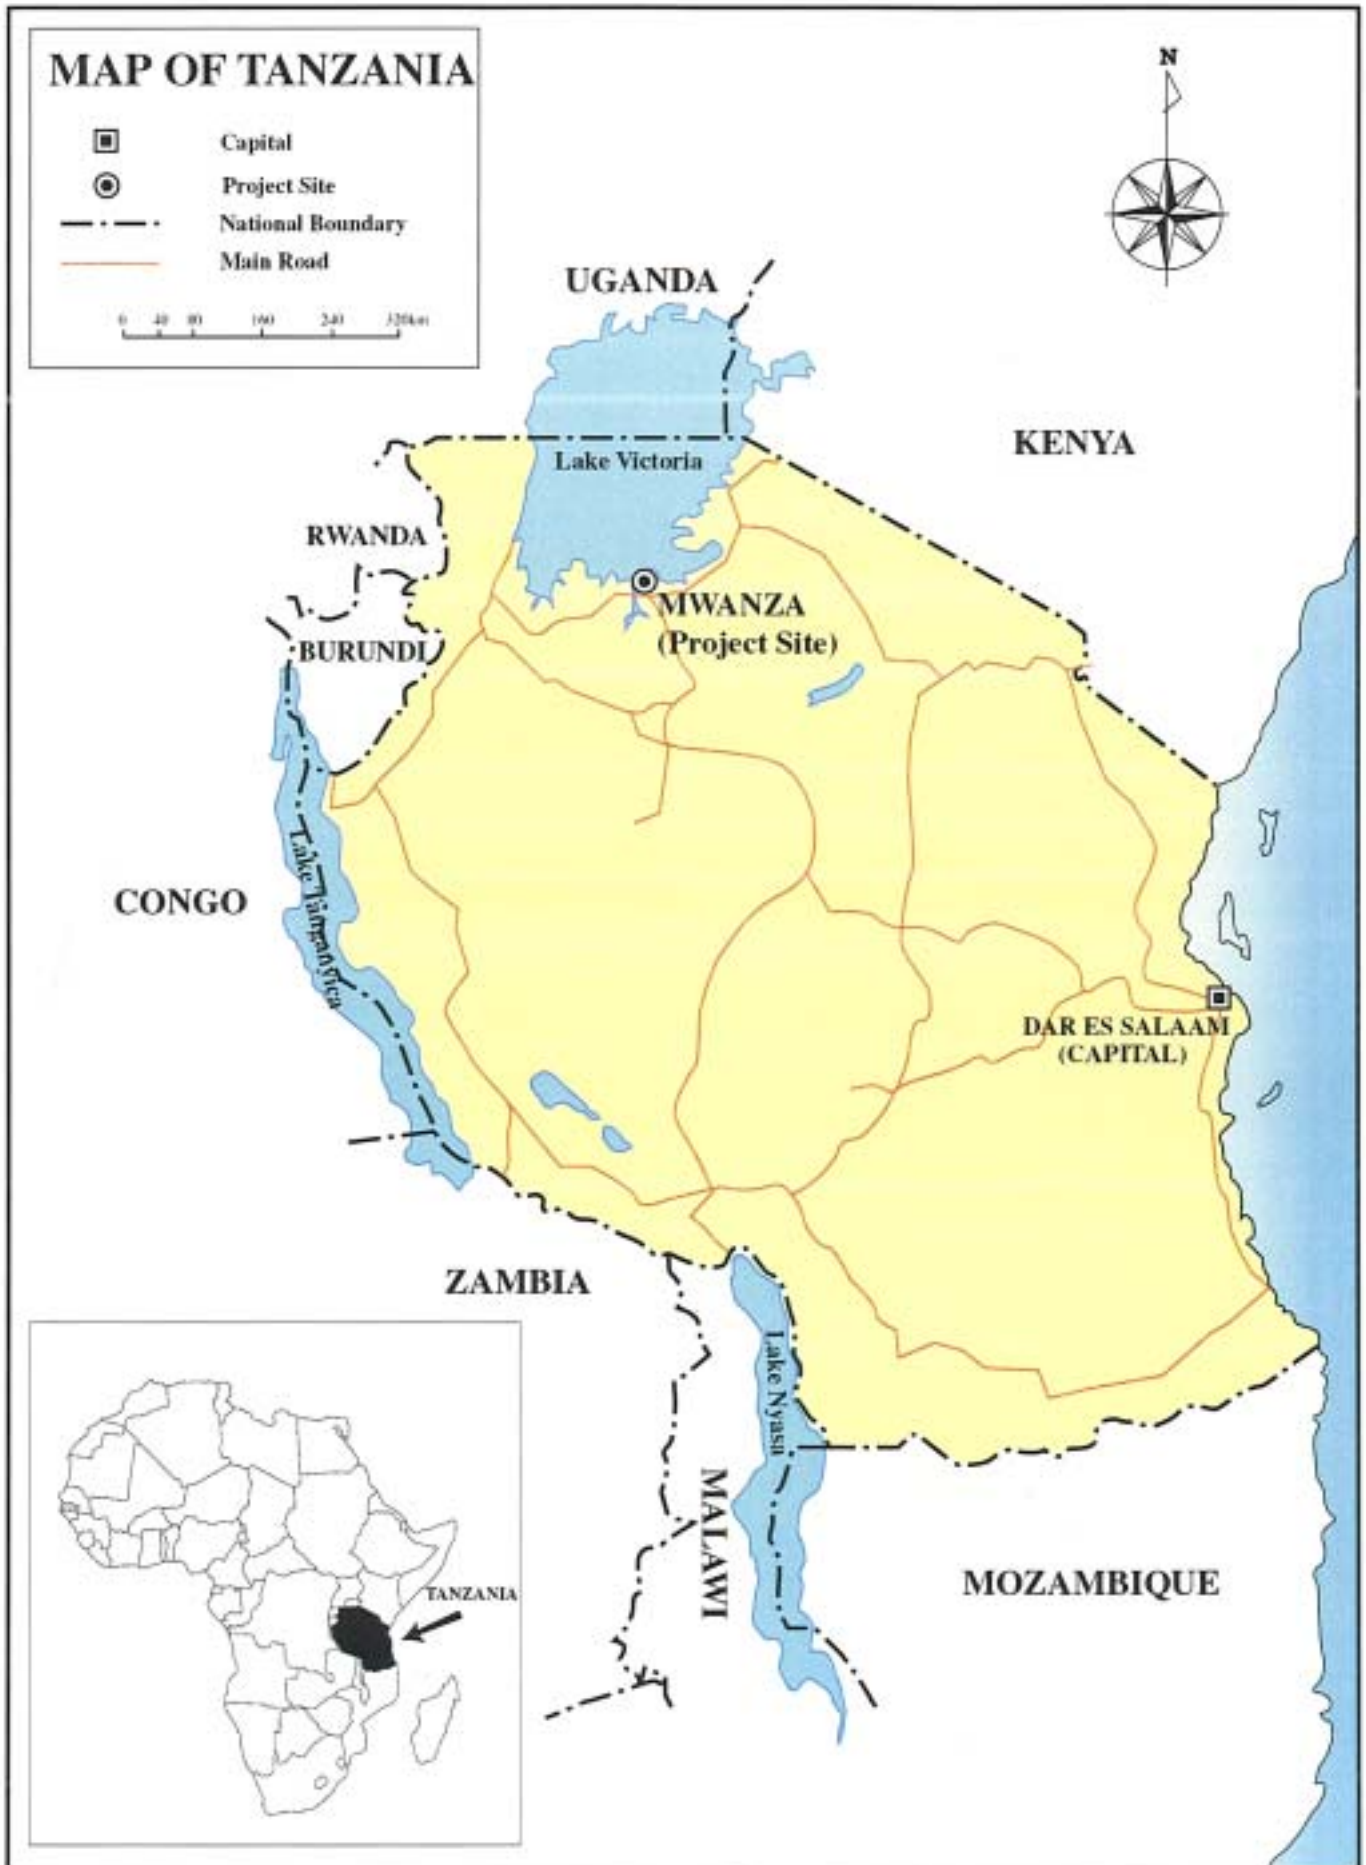 MAP OF TANZANIA
Capital
Project Site
National Boundary
Main Road
0 40 80 160 240 320km
N
UGANDA
KENYA
Lake Victoria
RWANDA
MWANZA
(Project Site)
BURUNDI
CONGO
Lake Tanganyica
DAR ES SALAAM
(CAPITAL)
ZAMBIA
Lake Nyasa
MALAWI
MOZAMBIQUE
TANZANIA